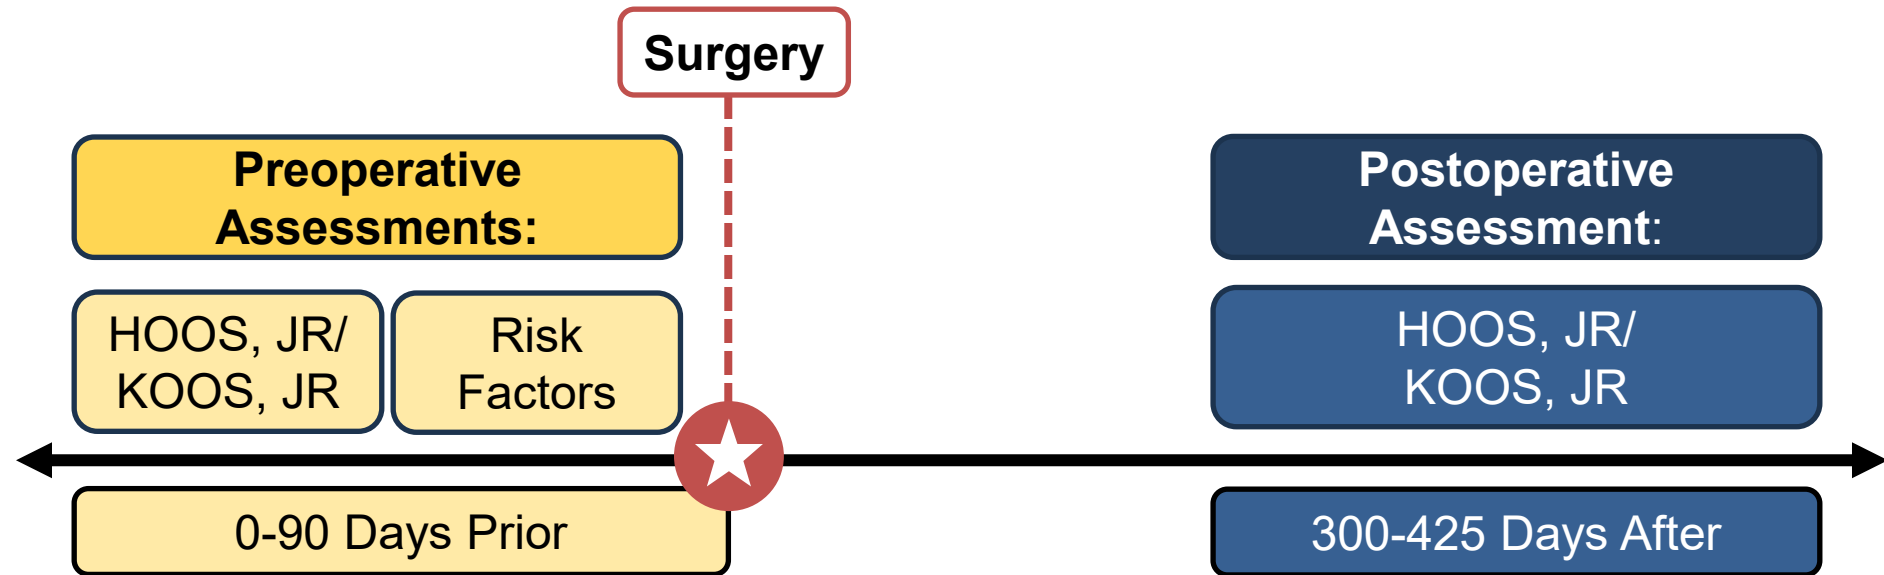 Surgery
Preoperative
Assessments:
HOOS, JR/
KOOS, JR
Risk
Factors
0-90 Days Prior
Postoperative
Assessment:
HOOS, JR/
KOOS, JR
300-425 Days After